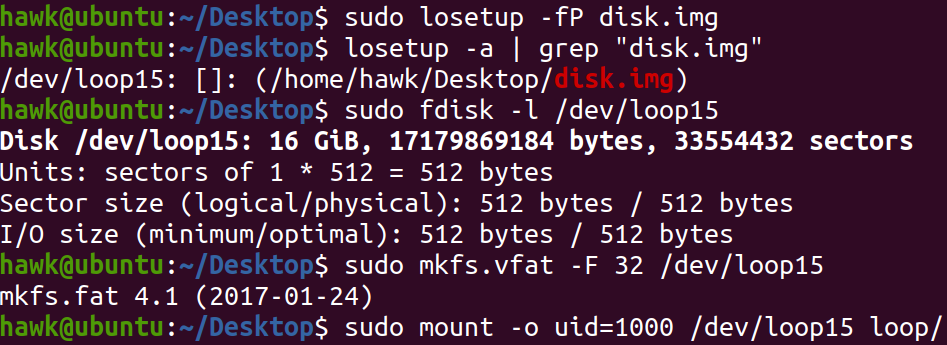 hawk@ubuntu:~/Desktop$ sudo losetup -fP disk.img
hawk@ubuntu:~/Desktop$ losetup -a | grep "disk.img"
/dev/loop15: []: (/home/hawk/Desktop/disk.img)
hawk@ubuntu:~/Desktop$ sudo fdisk -l /dev/loop15
Disk /dev/loop15: 16 GiB, 17179869184 bytes, 33554432 sectors
Units: sectors of 1 * 512 = 512 bytes
Sector size (logical/physical): 512 bytes / 512 bytes
I/O size (minimum/optimal): 512 bytes / 512 bytes
hawk@ubuntu:~/Desktop$ sudo mkfs.vfat -F 32 /dev/loop15
mkfs.fat 4.1 (2017-01-24)
hawk@ubuntu:~/Desktop$ sudo mount -o uid=1000 /dev/loop15 loop/